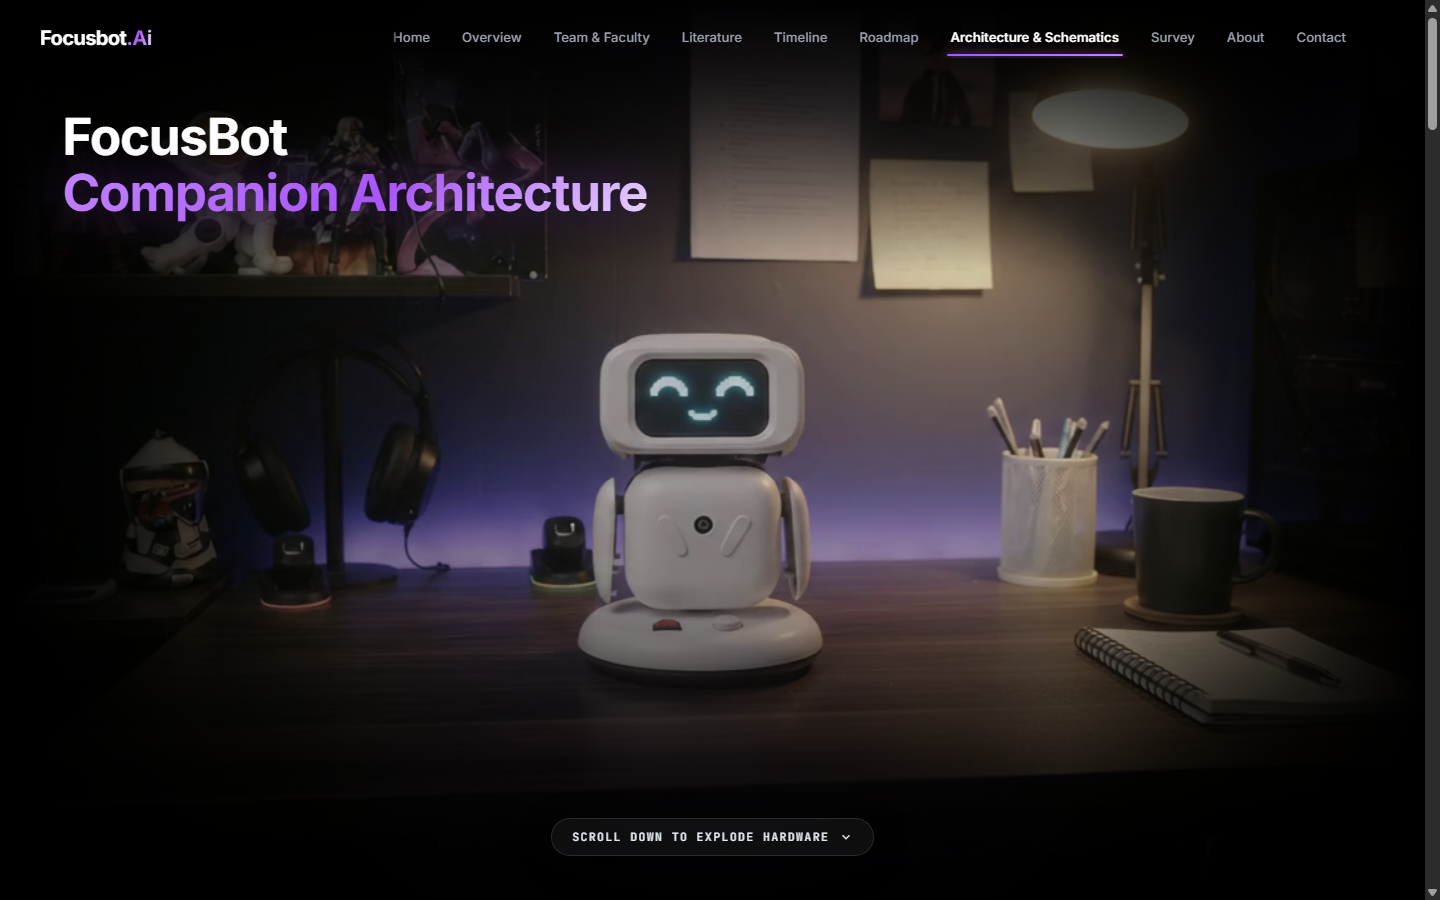 Focusbot.Ai
Home
Overview
Team & Faculty
Literature
Timeline
Roadmap
Architecture & Schematics
Survey
About
Contact
FocusBot
Companion Architecture
SCROLL DOWN TO EXPLODE HARDWARE